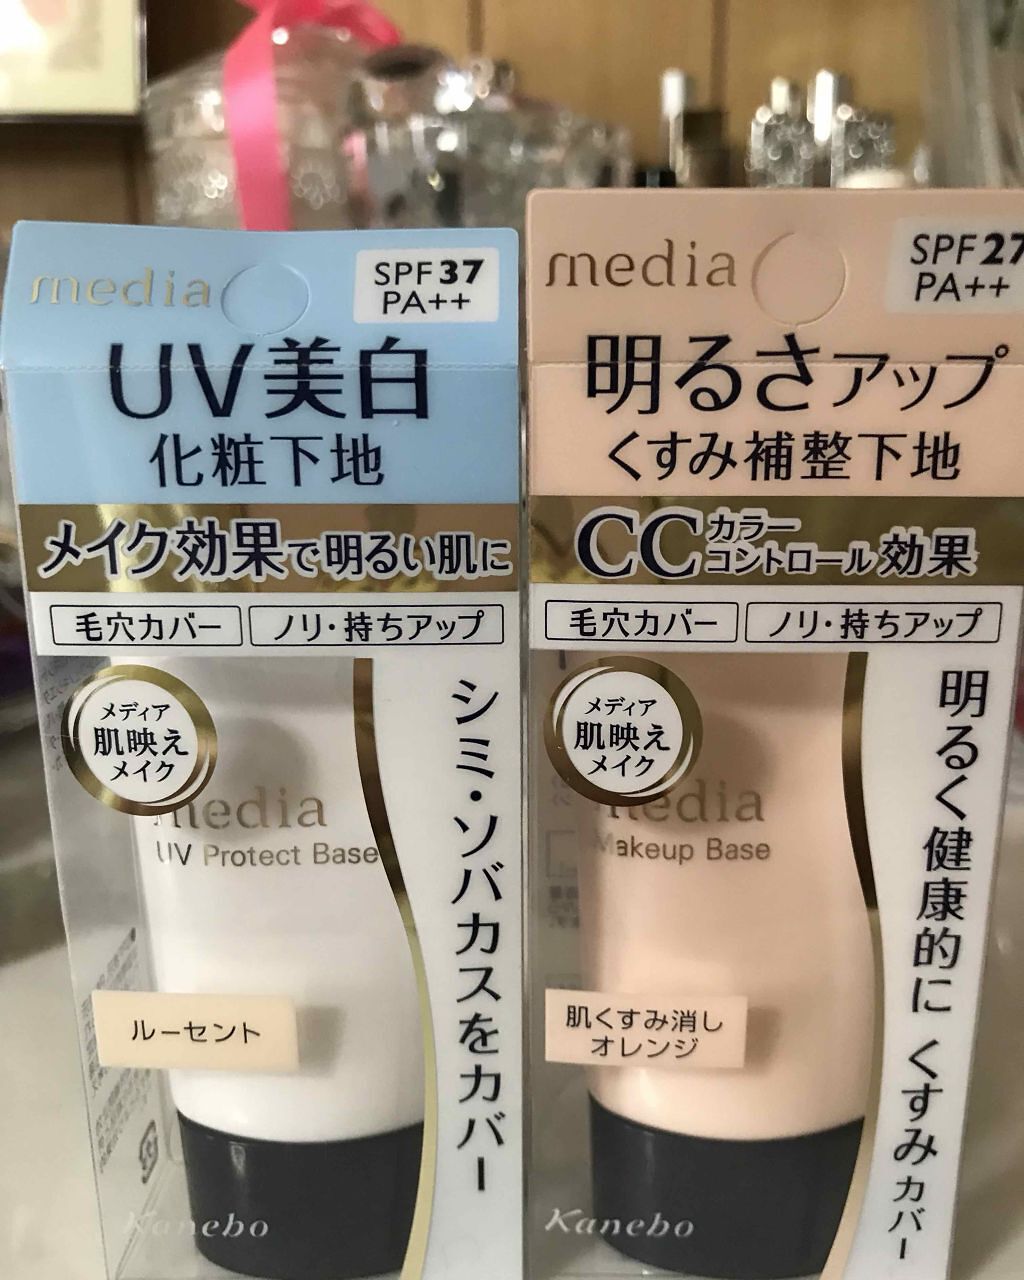 media
SPF37
PA++
UV美白
化粧下地
メイク効果で明るい肌に
毛穴カバー
ノリ・持ちアップ
メディア
肌映え
メイク
media
UV Protect Base
シミ・ソバカスをカバー
ルーセント
Kanebo
media
SPF27
PA++
明るさアップ
くすみ補整下地
CCカラー
コントロール効果
毛穴カバー
ノリ・持ちアップ
メディア
肌映え
メイク
media
Makeup Base
明るく健康的に くすみカバー
肌くすみ消し
オレンジ
Kanebo